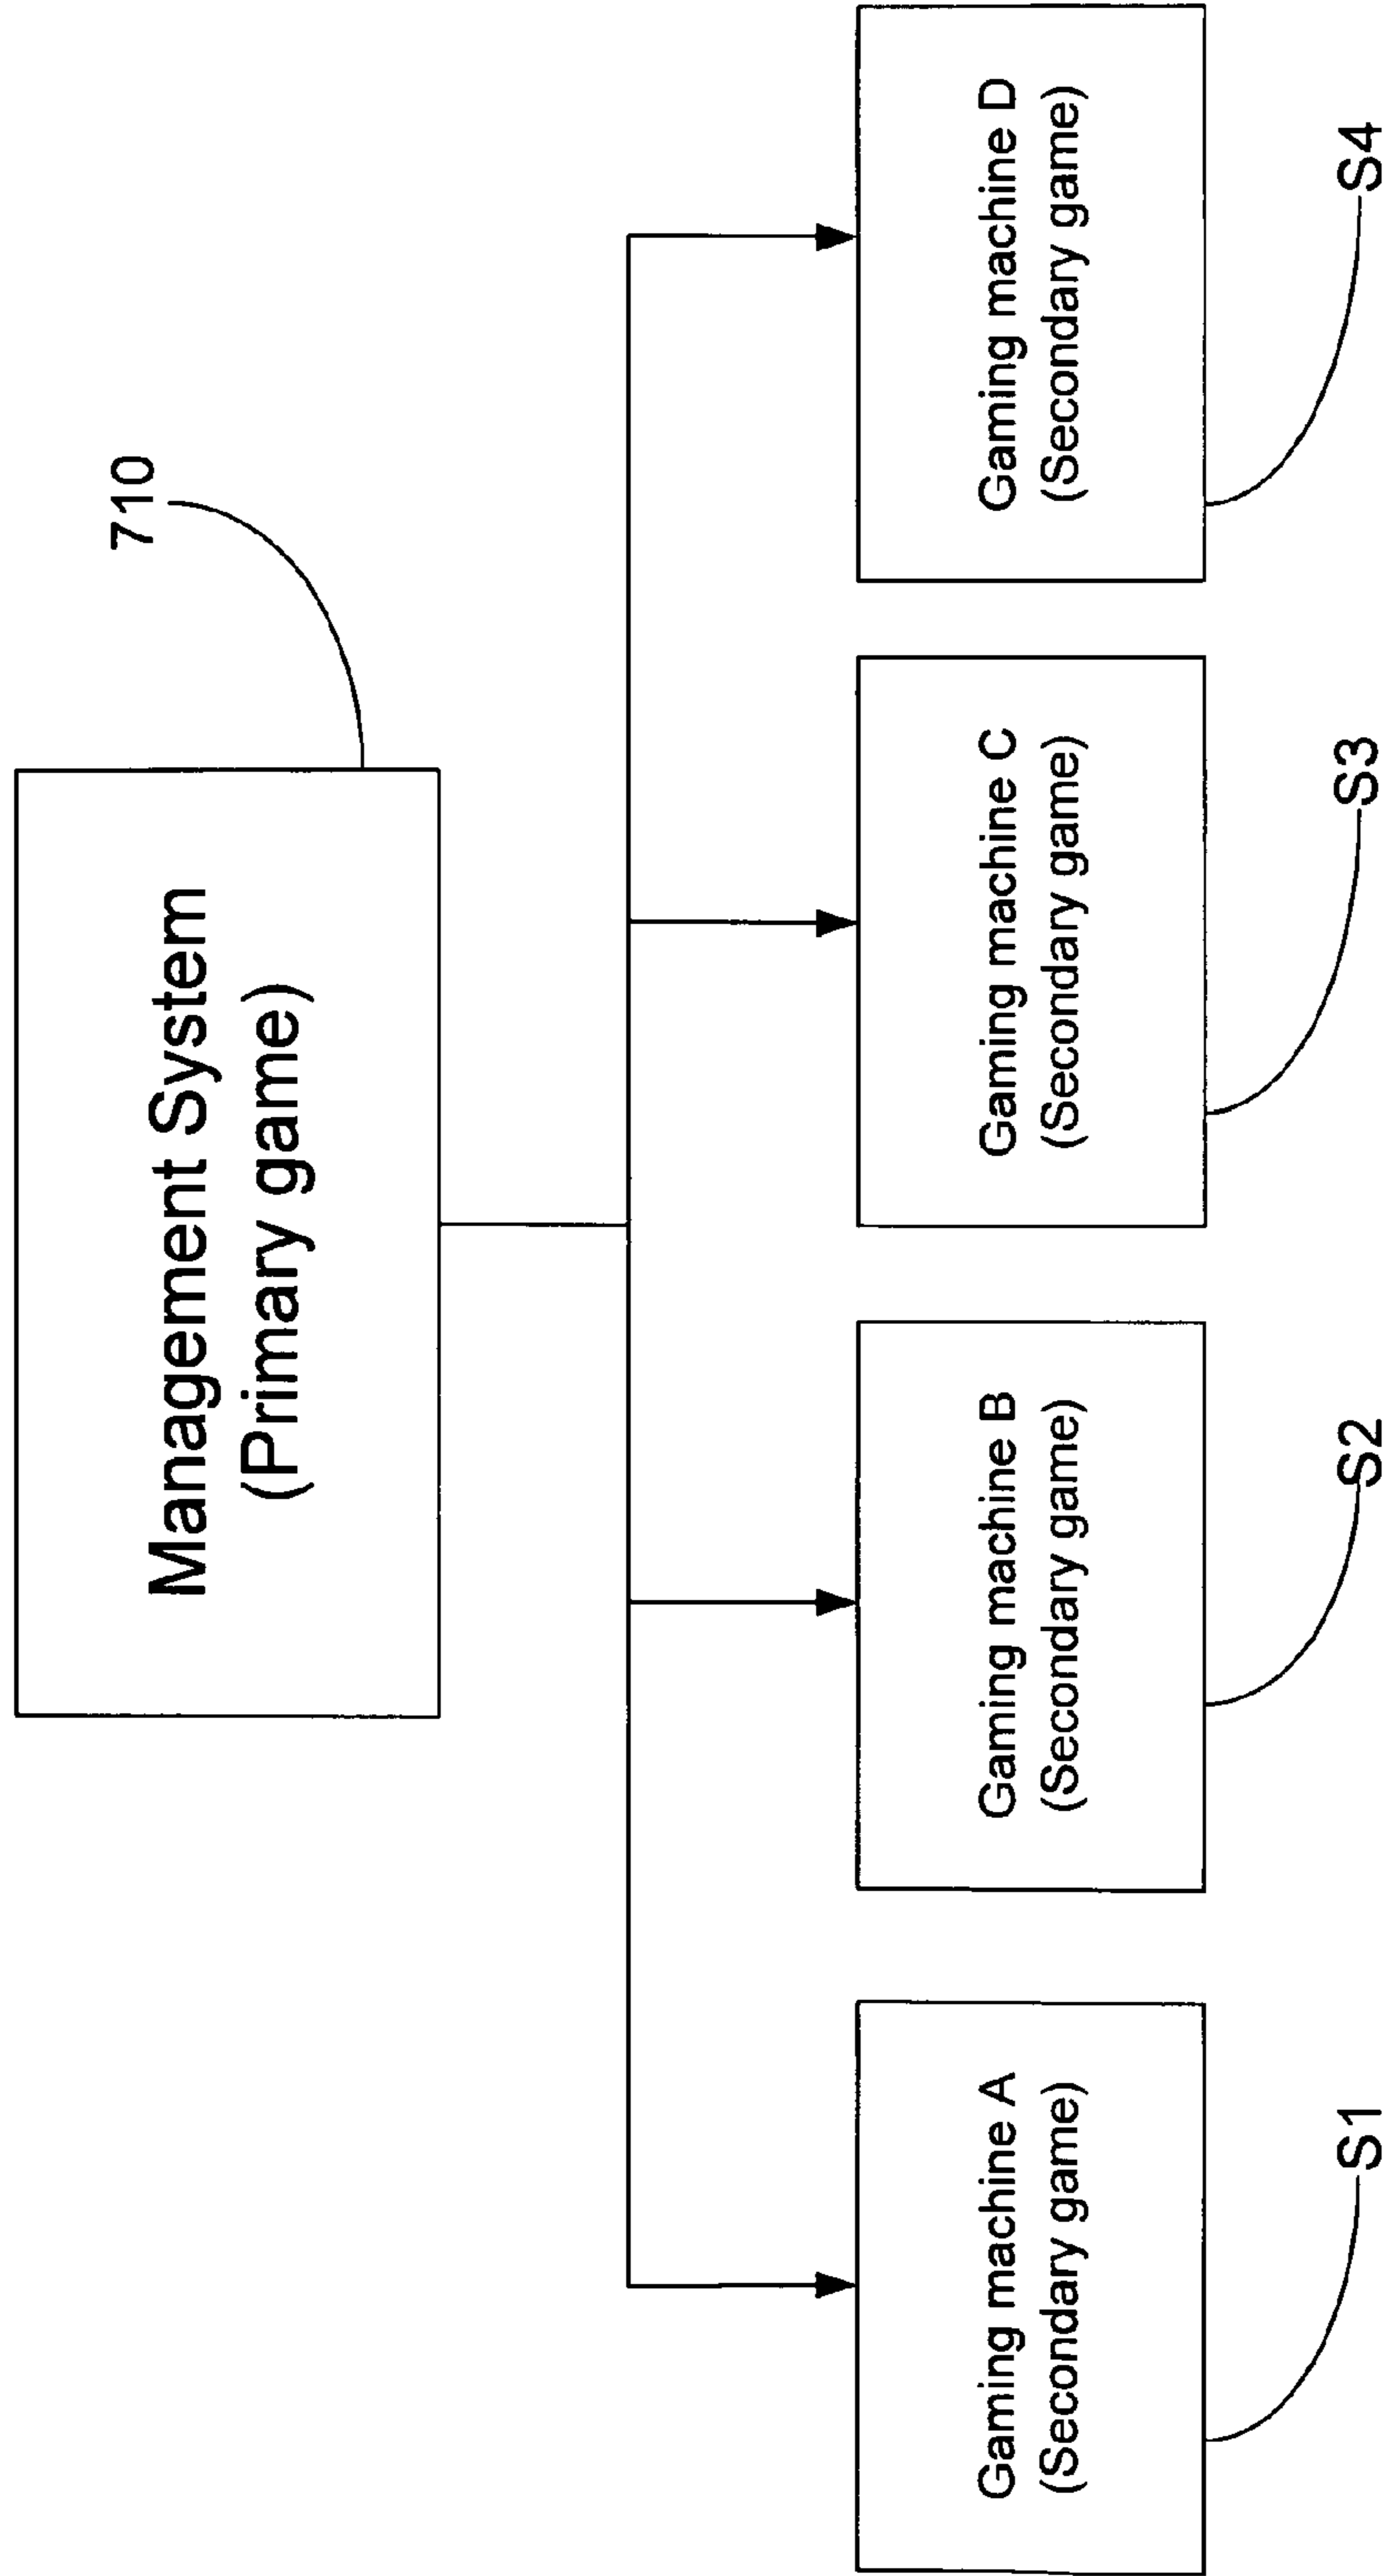 710
Management System
(Primary game)
Gaming machine A
(Secondary game)
Gaming machine B
(Secondary game)
Gaming machine C
(Secondary game)
Gaming machine D
(Secondary game)
S1
S2
S3
S4